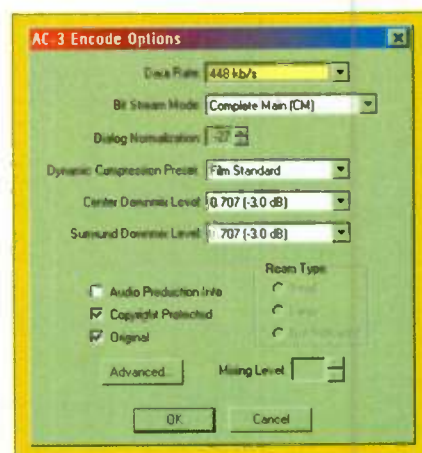 AC-3 Encode Options
Data Rate: 448 kb/s
Bit Stream Mode: Complete Main (CM)
Dialog Normalization: -27
Dynamic Compression Preset: Film Standard
Center Downmix Level: 0.707 (-3.0 dB)
Surround Downmix Level: 0.707 (-3.0 dB)
Room Type
Audio Production Info
Copyright Protected
Original
Advanced...
Mixing Level:
OK
Cancel